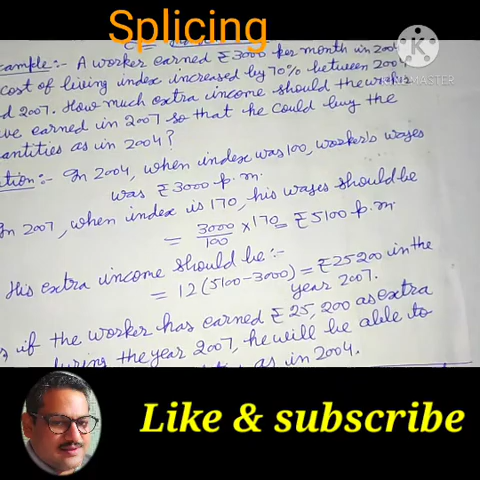 Splicing
KINEMASTER
Example:- A worker earned ₹3000 per month in 2004
cost of living index increased by 70% between 2004
d 2007. How much extra income should the worker
ve earned in 2007 so that he could buy the
antities as in 2004?
tion:- In 2004, when index was 100, worker's wages
was ₹3000 p.m.
In 2007, when index is 170, his wages should be
= 3000/100 × 170 = ₹5100 p.m.
His extra income should be:-
= 12 (5100-3000) = ₹25200 in the
year 2007.
if the worker has earned ₹25,200 as extra
during the year 2007, he will be able to
as in 2004.
Like & subscribe